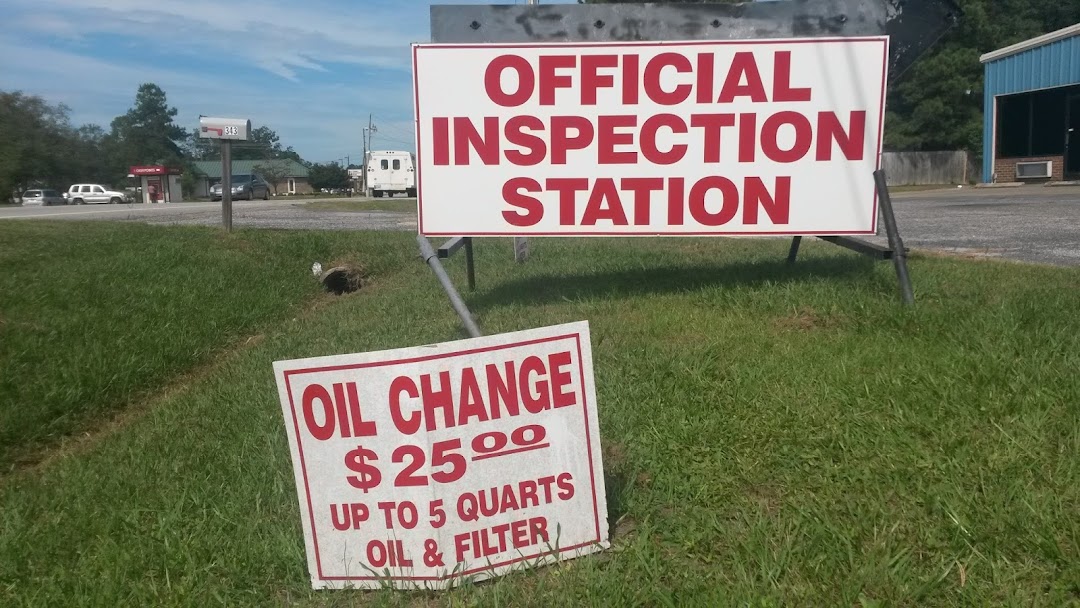 OFFICIAL
INSPECTION
STATION
343
OIL CHANGE
$25.00
UP TO 5 QUARTS
OIL & FILTER